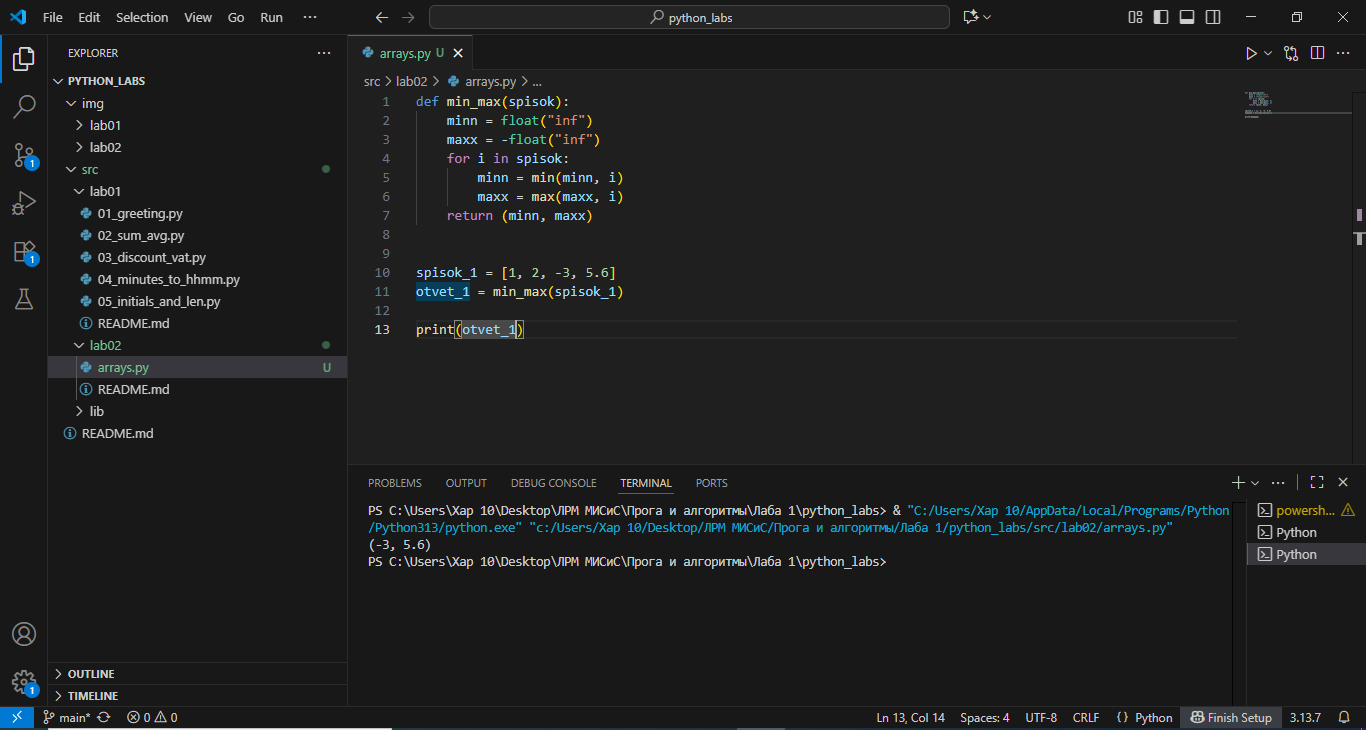 File Edit Selection View Go Run ···
python_labs
EXPLORER ···
PYTHON_LABS
img
lab01
lab02
src
lab01
01_greeting.py
02_sum_avg.py
03_discount_vat.py
04_minutes_to_hhmm.py
05_initials_and_len.py
README.md
lab02
arrays.py U
README.md
lib
README.md
OUTLINE
TIMELINE
1
1
1
arrays.py U
src > lab02 > arrays.py > ...
1 def min_max(spisok):
2     minn = float("inf")
3     maxx = -float("inf")
4     for i in spisok:
5         minn = min(minn, i)
6         maxx = max(maxx, i)
7     return (minn, maxx)
8
9
10 spisok_1 = [1, 2, -3, 5.6]
11 otvet_1 = min_max(spisok_1)
12
13 print(otvet_1)
PROBLEMS OUTPUT DEBUG CONSOLE TERMINAL PORTS
PS C:\Users\Хар 10\Desktop\ЛРМ МИСиС\Прога и алгоритмы\Лаба 1\python_labs> & "C:/Users/Хар 10/AppData/Local/Programs/Python
/Python313/python.exe" "c:/Users/Хар 10/Desktop/ЛРМ МИСиС/Прога и алгоритмы/Лаба 1/python_labs/src/lab02/arrays.py"
(-3, 5.6)
PS C:\Users\Хар 10\Desktop\ЛРМ МИСиС\Прога и алгоритмы\Лаба 1\python_labs>
powersh...
Python
Python
main* 0 0
Ln 13, Col 14 Spaces: 4 UTF-8 CRLF {} Python Finish Setup 3.13.7